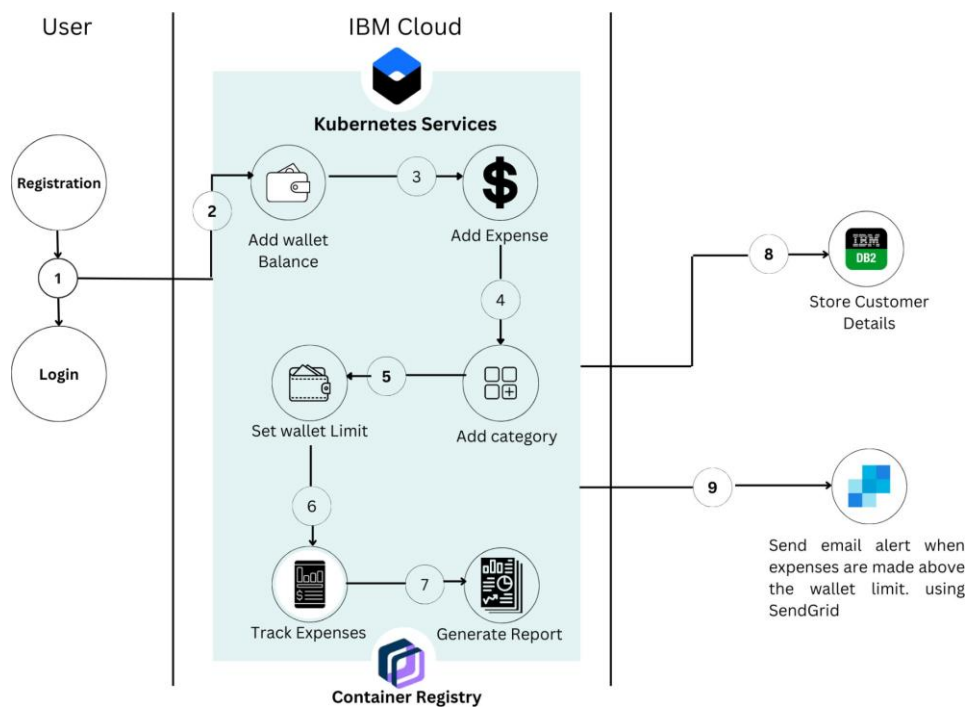 User
IBM Cloud
Kubernetes Services
Registration
1
Login
2
Add wallet
Balance
3
Add Expense
4
Add category
5
Set wallet Limit
6
Track Expenses
7
Generate Report
Container Registry
8
IBM
DB2
Store Customer
Details
9
Send email alert when
expenses are made above
the wallet limit. using
SendGrid